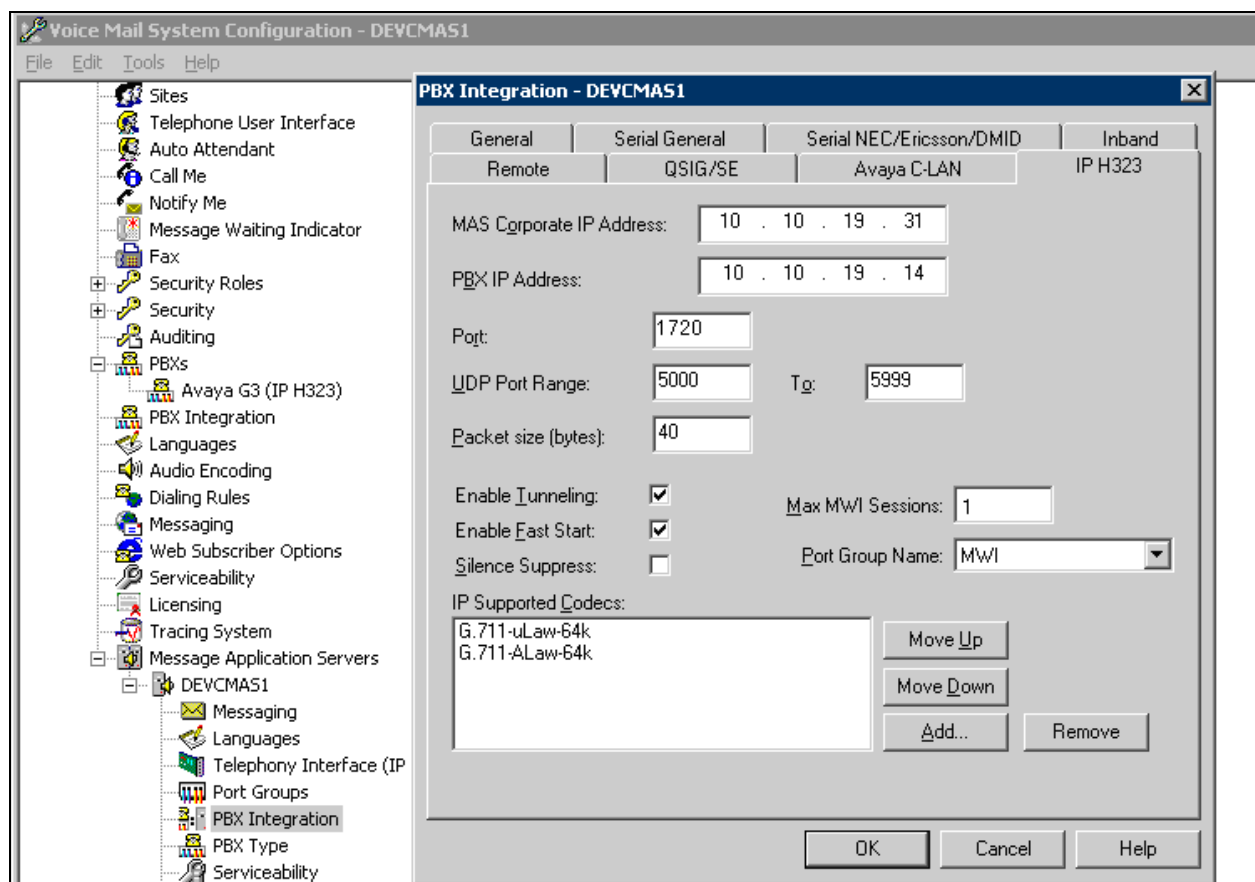 Voice Mail System Configuration - DEVCMAS1
File Edit Tools Help
Sites
Telephone User Interface
Auto Attendant
Call Me
Notify Me
Message Waiting Indicator
Fax
Security Roles
Security
Auditing
PBXs
Avaya G3 (IP H323)
PBX Integration
Languages
Audio Encoding
Dialing Rules
Messaging
Web Subscriber Options
Serviceability
Licensing
Tracing System
Message Application Servers
DEVCMAS1
Messaging
Languages
Telephony Interface (IP
Port Groups
PBX Integration
PBX Type
Serviceability
PBX Integration - DEVCMAS1
General Serial General Serial NEC/Ericsson/DMID Inband
Remote QSIG/SE Avaya C-LAN IP H323
MAS Corporate IP Address: 10 . 10 . 19 . 31
PBX IP Address: 10 . 10 . 19 . 14
Port: 1720
UDP Port Range: 5000 To: 5999
Packet size (bytes): 40
Enable Tunneling:
Max MWI Sessions: 1
Enable Fast Start:
Port Group Name: MWI
Silence Suppress:
IP Supported Codecs:
G.711-uLaw-64k
G.711-ALaw-64k
Move Up
Move Down
Add... Remove
OK Cancel Help